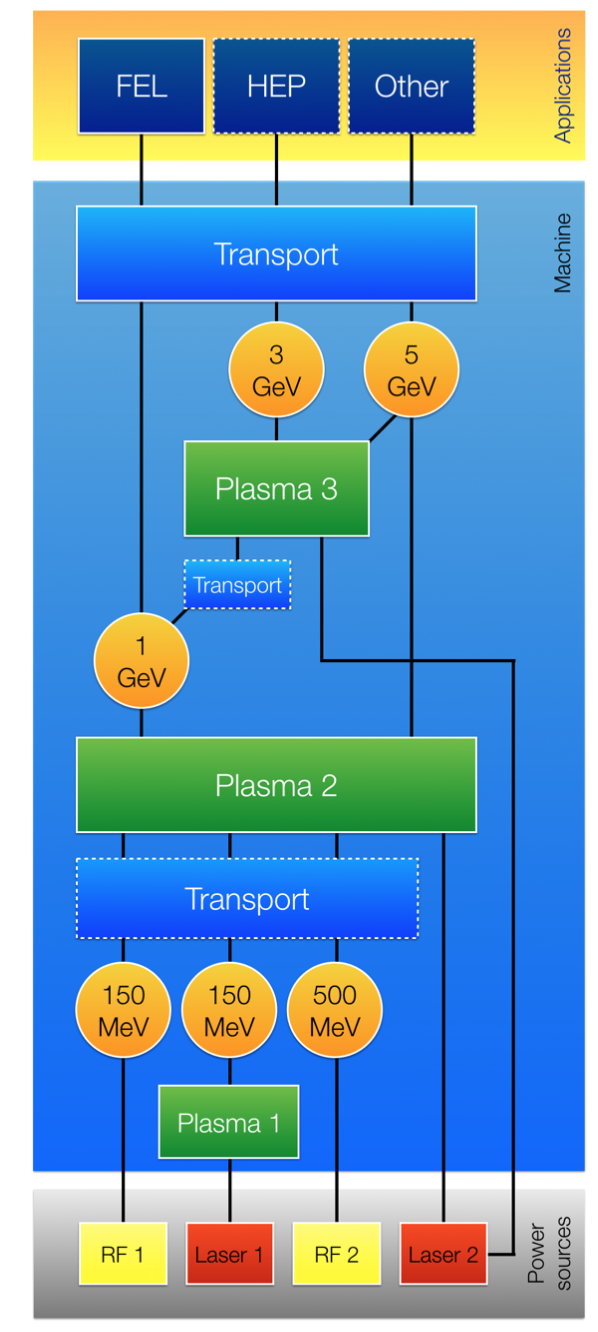 FEL
HEP
Other
Applications
Transport
Machine
3
GeV
5
GeV
Plasma 3
Transport
1
GeV
Plasma 2
Transport
150
MeV
150
MeV
500
MeV
Plasma 1
RF 1
Laser 1
RF 2
Laser 2
Power
sources